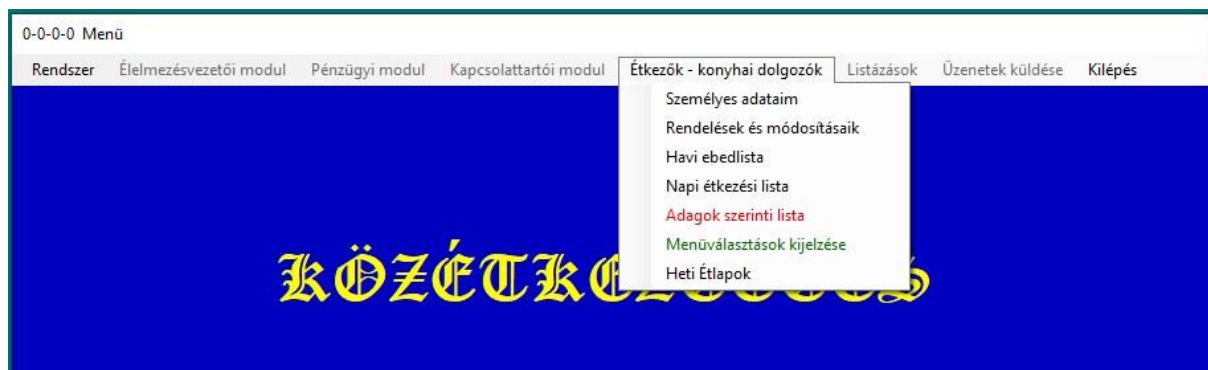 0-0-0-0 Menü
Rendszer Élelmezésvezetői modul Pénzügyi modul Kapcsolattartói modul Étkezők - konyhai dolgozók Listázások Üzenetek küldése Kilépés
Személyes adataim
Rendelések és módosításaik
Havi ebedlista
Napi étkezési lista
Adagok szerinti lista
Menüválasztások kijelzése
Heti Étlapok